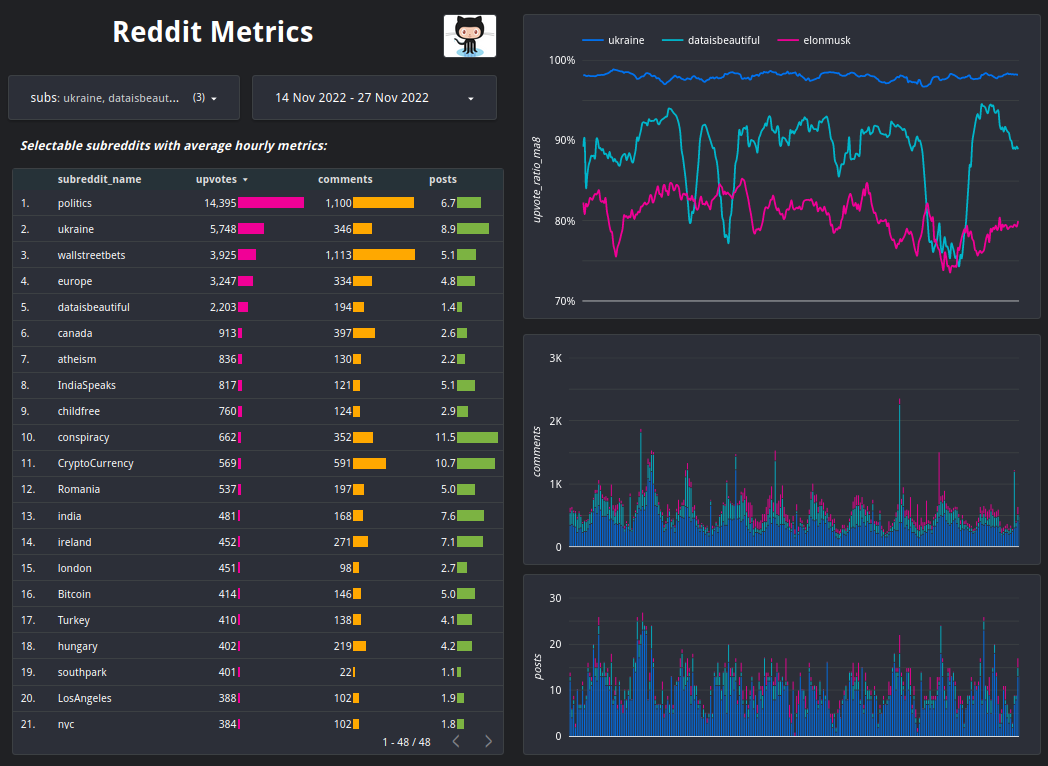 Reddit Metrics
subs: ukraine, dataisbeaut... (3)
14 Nov 2022 - 27 Nov 2022
Selectable subreddits with average hourly metrics:
subreddit_name upvotes comments posts
1. politics 14,395 1,100 6.7
2. ukraine 5,748 346 8.9
3. wallstreetbets 3,925 1,113 5.1
4. europe 3,247 334 4.8
5. dataisbeautiful 2,203 194 1.4
6. canada 913 397 2.6
7. atheism 836 130 2.2
8. IndiaSpeaks 817 121 5.1
9. childfree 760 124 2.9
10. conspiracy 662 352 11.5
11. CryptoCurrency 569 591 10.7
12. Romania 537 197 5.0
13. india 481 168 7.6
14. ireland 452 271 7.1
15. london 451 98 2.7
16. Bitcoin 414 146 5.0
17. Turkey 410 138 4.1
18. hungary 402 219 4.2
19. southpark 401 22 1.1
20. LosAngeles 388 102 1.9
21. nyc 384 102 1.8
1 - 48 / 48
ukraine dataisbeautiful elonmusk
upvote_ratio_ma8
100%
90%
80%
70%
comments
3K
2K
1K
0
posts
30
20
10
0